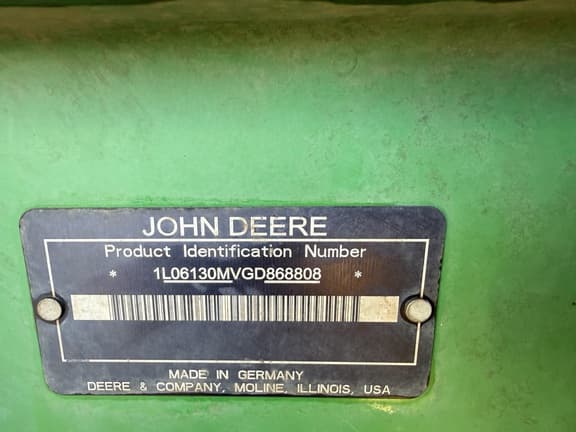 JOHN DEERE
Product Identification Number
* 1L06130MVGD868808 *
MADE IN GERMANY
DEERE & COMPANY, MOLINE, ILLINOIS, USA